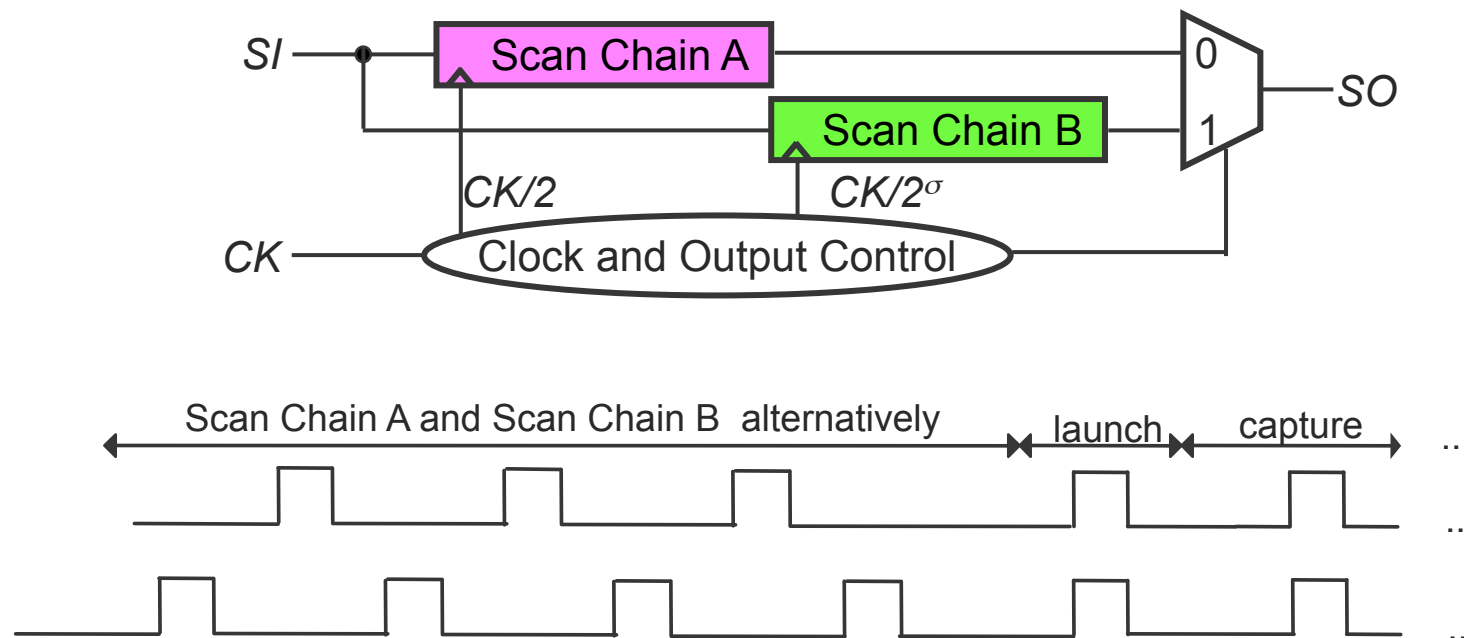 SI
Scan Chain A
0
SO
Scan Chain B
1
CK/2
CK/2σ
CK
Clock and Output Control
Scan Chain A and Scan Chain B alternatively
launch
capture
..
..
..